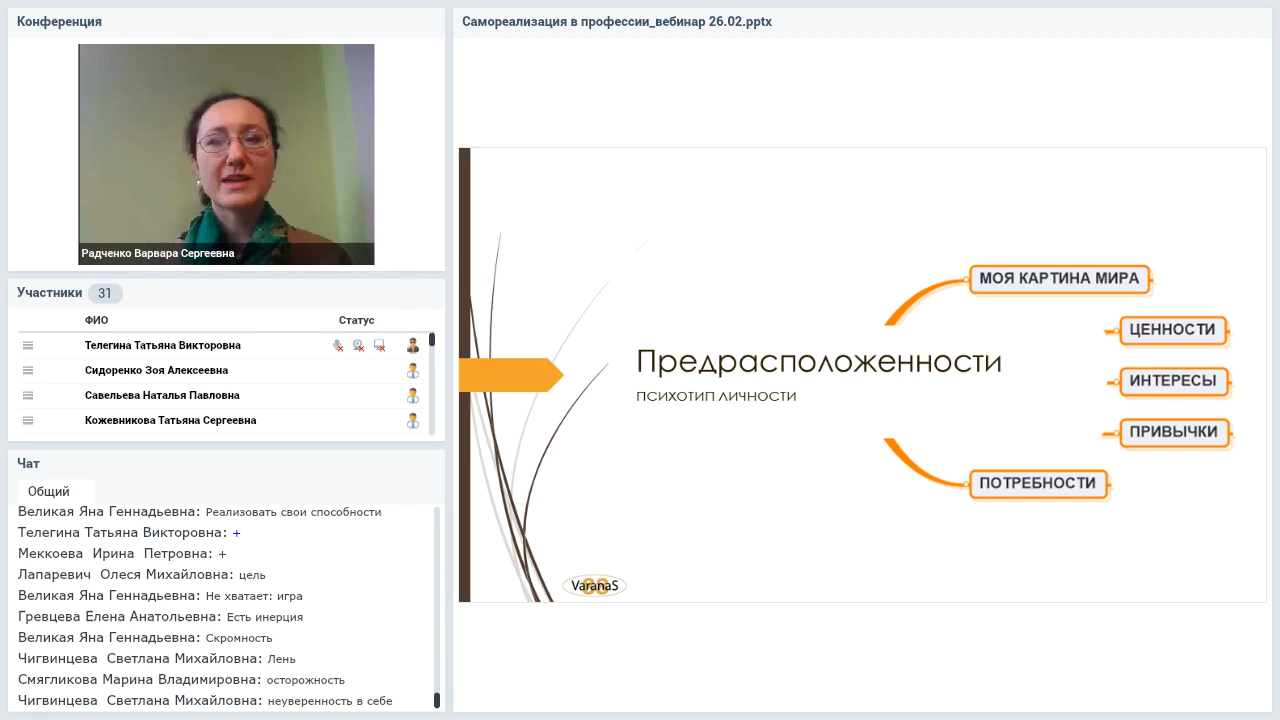 Конференция
Радченко Варвара Сергеевна
Участники 31
ФИО Статус
Телегина Татьяна Викторовна
Сидоренко Зоя Алексеевна
Савельева Наталья Павловна
Кожевникова Татьяна Сергеевна
Чат
Общий
Великая Яна Геннадьевна: Реализовать свои способности
Телегина Татьяна Викторовна: +
Меккоева Ирина Петровна: +
Лапаревич Олеся Михайловна: цель
Великая Яна Геннадьевна: Не хватает: игра
Гревцева Елена Анатольевна: Есть инерция
Великая Яна Геннадьевна: Скромность
Чигвинцева Светлана Михайловна: Лень
Смягликова Марина Владимировна: осторожность
Чигвинцева Светлана Михайловна: неуверенность в себе
Самореализация в профессии_вебинар 26.02.pptx
Предрасположенности
ПСИХОТИП ЛИЧНОСТИ
МОЯ КАРТИНА МИРА
ЦЕННОСТИ
ИНТЕРЕСЫ
ПРИВЫЧКИ
ПОТРЕБНОСТИ
VaranaS